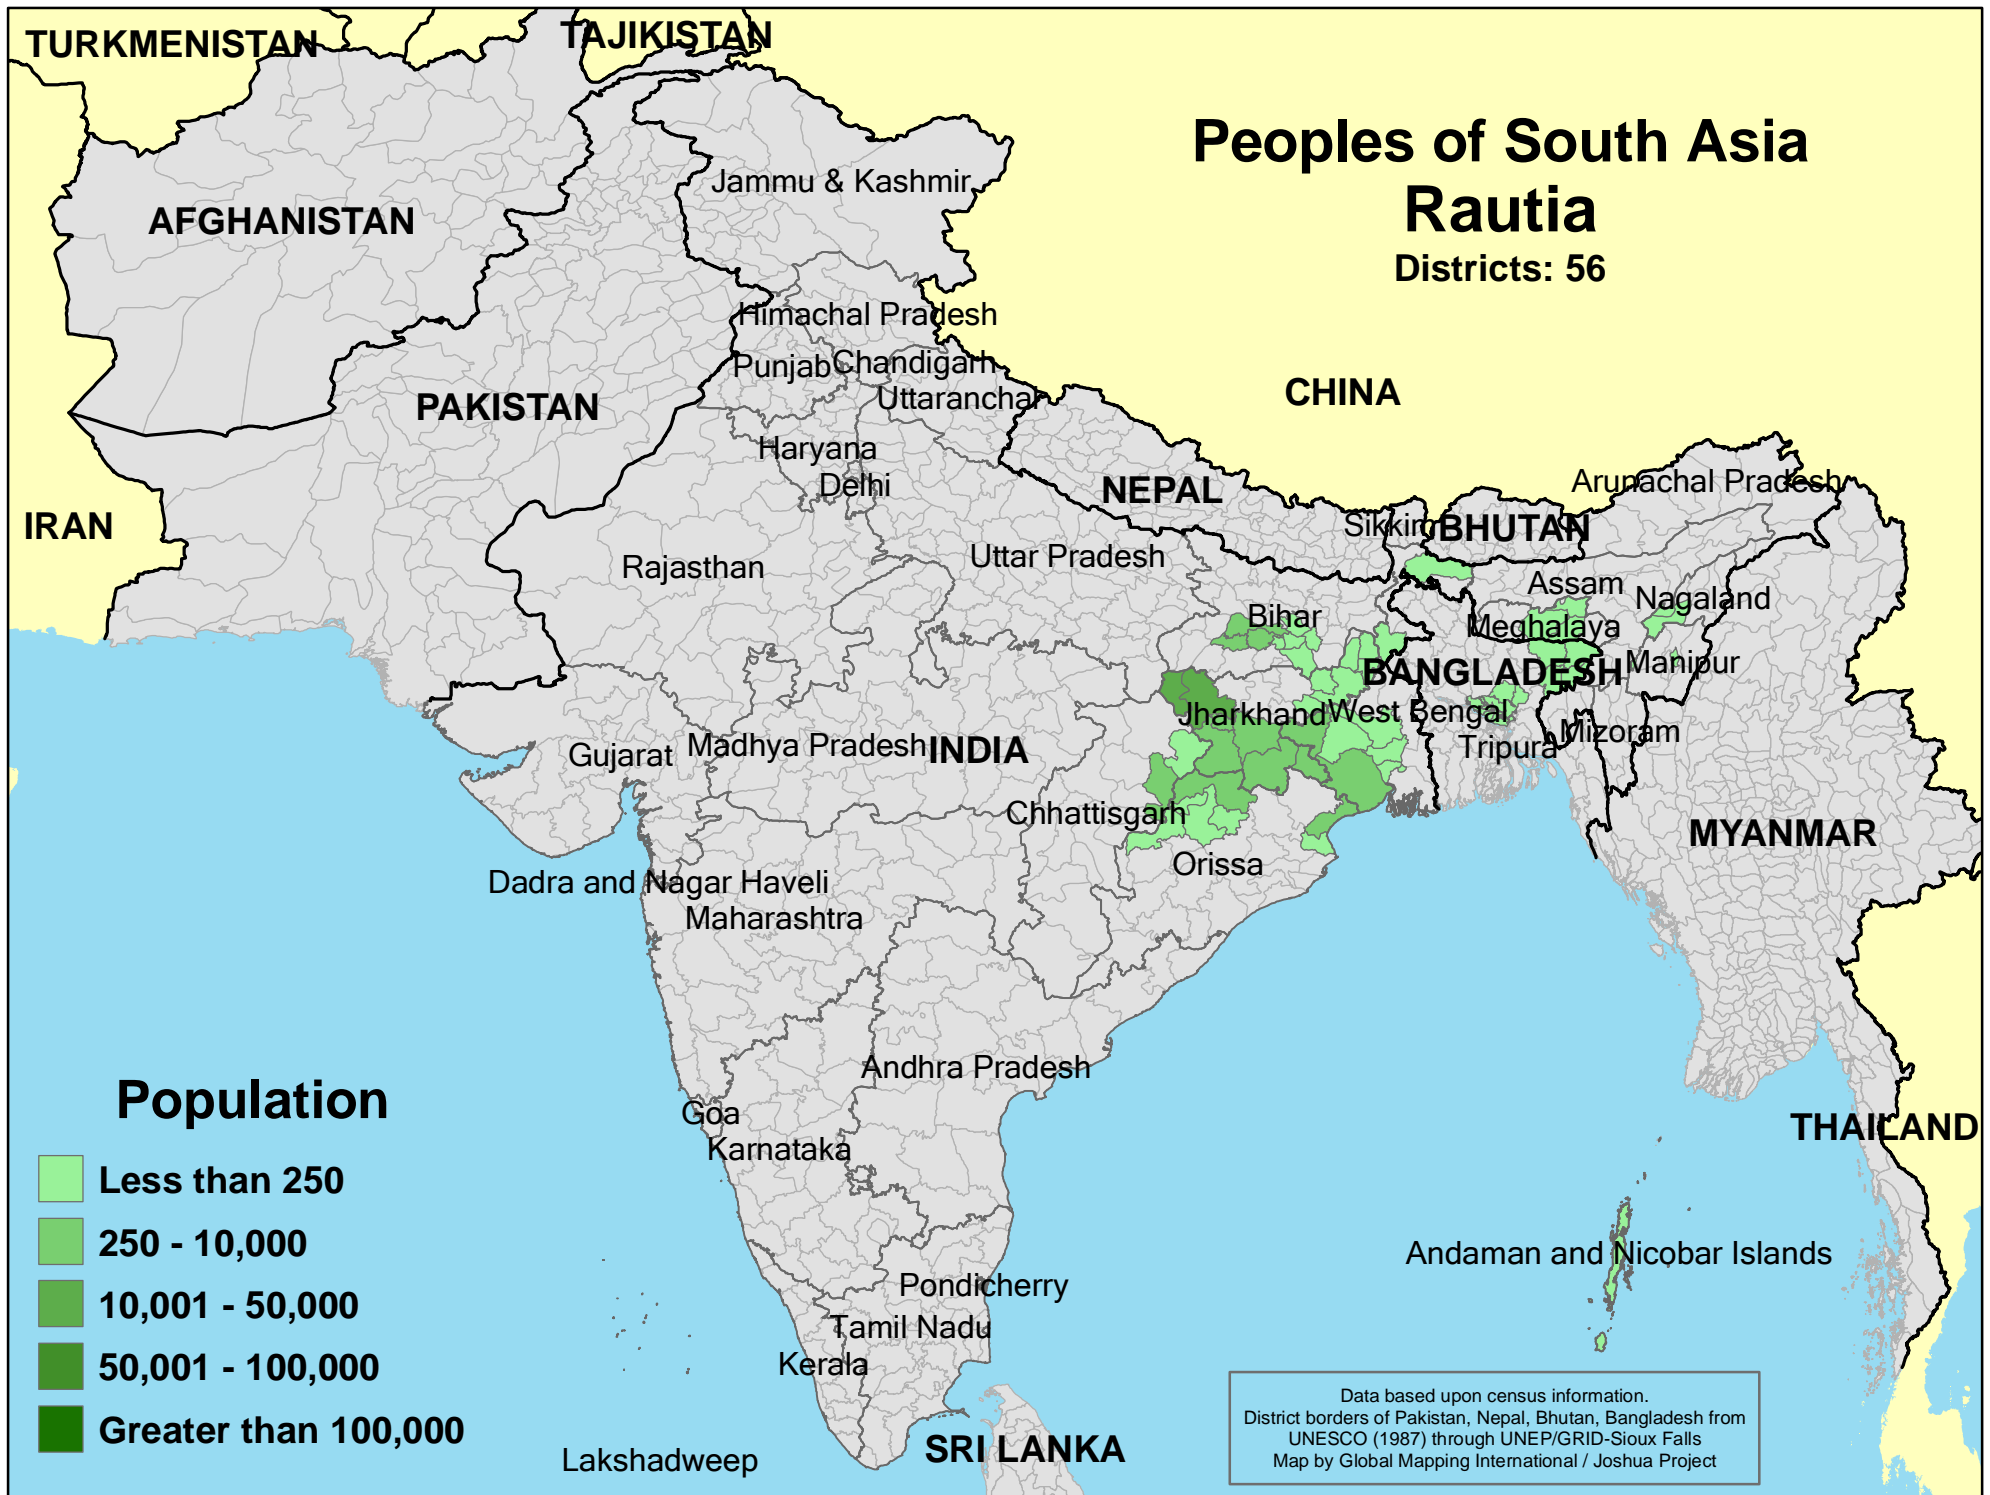 TURKMENISTAN
TAJIKISTAN
Peoples of South Asia
Rautia
Districts: 56
Jammu & Kashmir
AFGHANISTAN
Himachal Pradesh
Punjab
Chandigarh
Uttaranchal
CHINA
PAKISTAN
Haryana
Delhi
NEPAL
Arunachal Pradesh
IRAN
Sikkim
BHUTAN
Rajasthan
Uttar Pradesh
Assam
Nagaland
Bihar
Meghalaya
Manipur
BANGLADESH
Jharkhand
West Bengal
Mizoram
Tripura
Gujarat
Madhya Pradesh
INDIA
Chhattisgarh
MYANMAR
Orissa
Dadra and Nagar Haveli
Maharashtra
Andhra Pradesh
Goa
Karnataka
THAILAND
Andaman and Nicobar Islands
Pondicherry
Tamil Nadu
Kerala
Lakshadweep
SRI LANKA
Population
Less than 250
250 - 10,000
10,001 - 50,000
50,001 - 100,000
Greater than 100,000
Data based upon census information.
District borders of Pakistan, Nepal, Bhutan, Bangladesh from
UNESCO (1987) through UNEP/GRID-Sioux Falls
Map by Global Mapping International / Joshua Project